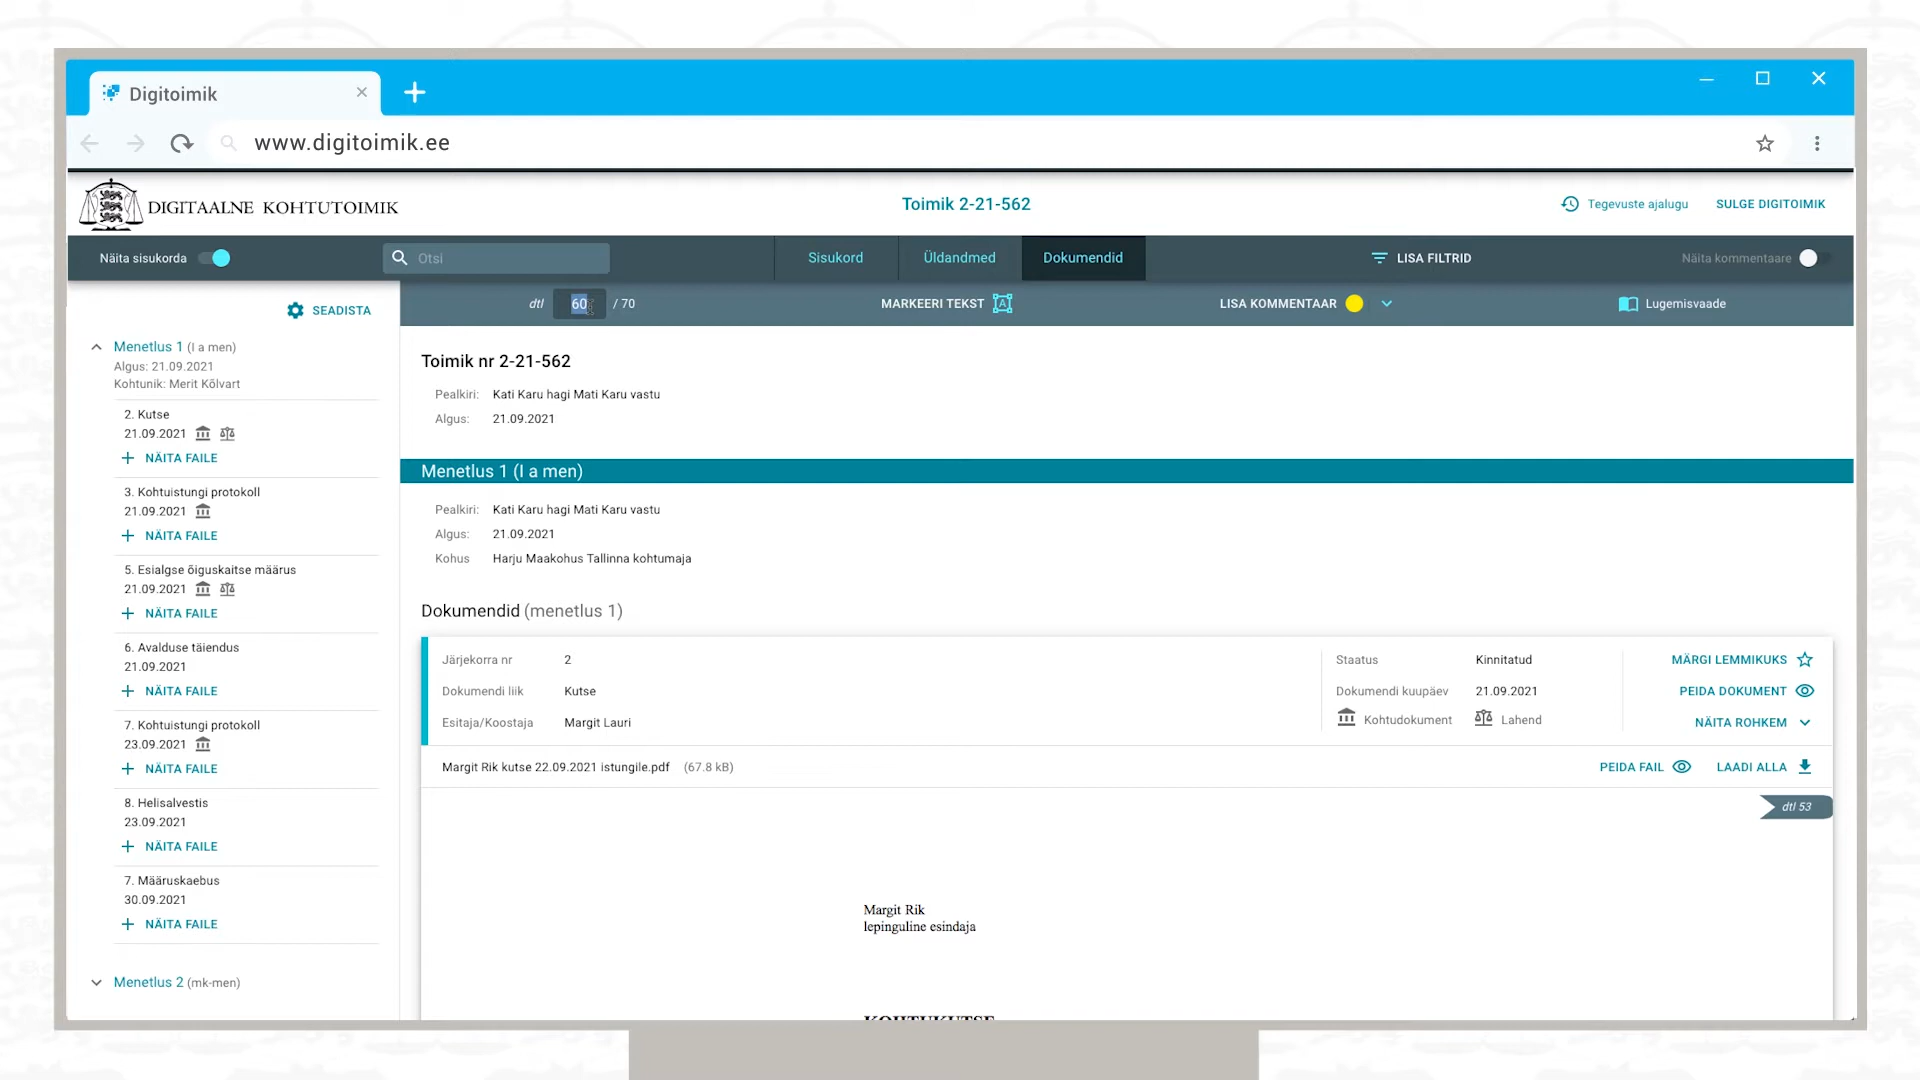 Digitoimik
www.digitoimik.ee
DIGITAALNE KOHTUTOIMIK
Toimik 2-21-562
Tegevuste ajalugu
SULGE DIGITOIMIK
Näita sisukorda
Otsi
Sisukord
Üldandmed
Dokumendid
LISA FILTRID
Näita kommentaare
SEADISTA
dtl 60 / 70
MARKEERI TEKST
LISA KOMMENTAAR
Lugemisvaade
Menetlus 1 (I a men)
Algus: 21.09.2021
Kohtunik: Merit Kõlvart
2. Kutse
21.09.2021
NÄITA FAILE
3. Kohtuistungi protokoll
21.09.2021
NÄITA FAILE
5. Esialgse õiguskaitse määrus
21.09.2021
NÄITA FAILE
6. Avalduse täiendus
21.09.2021
NÄITA FAILE
7. Kohtuistungi protokoll
23.09.2021
NÄITA FAILE
8. Helisalvestis
23.09.2021
NÄITA FAILE
7. Määruskaebus
30.09.2021
NÄITA FAILE
Menetlus 2 (mk-men)
Toimik nr 2-21-562
Pealkiri: Kati Karu hagi Mati Karu vastu
Algus: 21.09.2021
Menetlus 1 (I a men)
Pealkiri: Kati Karu hagi Mati Karu vastu
Algus: 21.09.2021
Kohus Harju Maakohus Tallinna kohtumaja
Dokumendid (menetlus 1)
Järjekorra nr 2
Dokumendi liik Kutse
Esitaja/Koostaja Margit Lauri
Staatus Kinnitatud
Dokumendi kuupäev 21.09.2021
Kohtudokument Lahend
MÄRGI LEMMIKUKS
PEIDA DOKUMENT
NÄITA ROHKEM
Margit Rik kutse 22.09.2021 istungile.pdf (67.8 kB)
PEIDA FAIL
LAADI ALLA
dtl 53
Margit Rik
lepinguline esindaja
KOHTUKUTSE